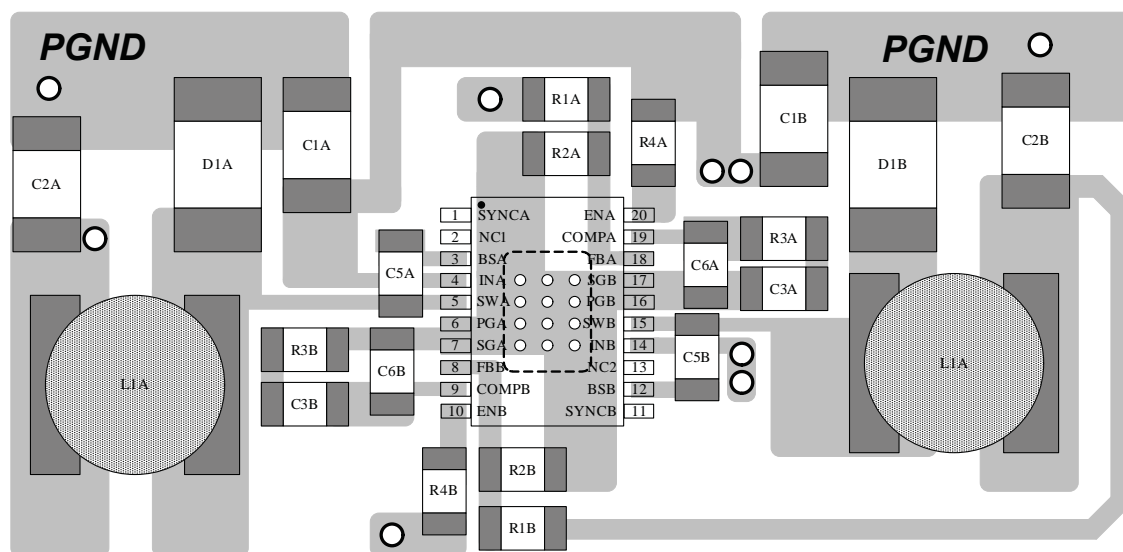 PGND
PGND
R1A
C1A
C1B
R2A
R4A
C2B
D1A
D1B
C2A
1 SYNCA ENA 20
2 NC1 COMPA 19
3 BSA FBA 18
4 INA SGB 17
5 SWA PGB 16
6 PGA SWB 15
7 SGA INB 14
8 FBB NC2 13
9 COMPB BSB 12
10 ENB SYNCB 11
C5A
C6A
R3A
C3A
R3B
C6B
C3B
C5B
L1A
L1A
R4B
R2B
R1B